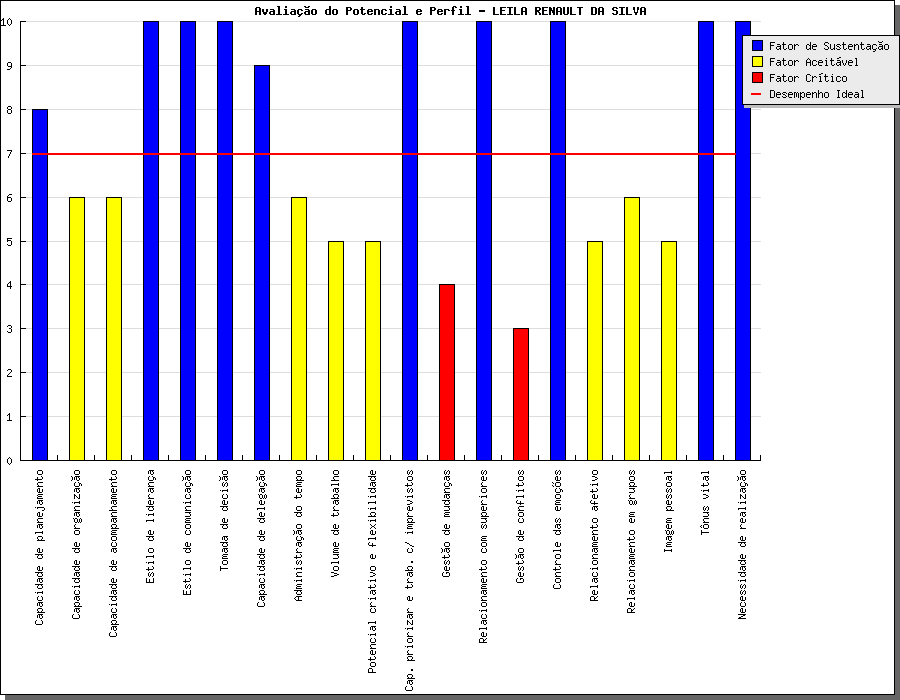 Avaliação do Potencial e Perfil - LEILA RENAULT DA SILVA
Fator de Sustentação
Fator Aceitável
Fator Crítico
Desempenho Ideal
10
9
8
7
6
5
4
3
2
1
0
Capacidade de planejamento
Capacidade de organização
Capacidade de acompanhamento
Estilo de liderança
Estilo de comunicação
Tomada de decisão
Capacidade de delegação
Administração do tempo
Volume de trabalho
Potencial criativo e flexibilidade
Cap. priorizar e trab. c/ imprevistos
Gestão de mudanças
Relacionamento com superiores
Gestão de conflitos
Controle das emoções
Relacionamento afetivo
Relacionamento em grupos
Imagem pessoal
Tônus vital
Necessidade de realização